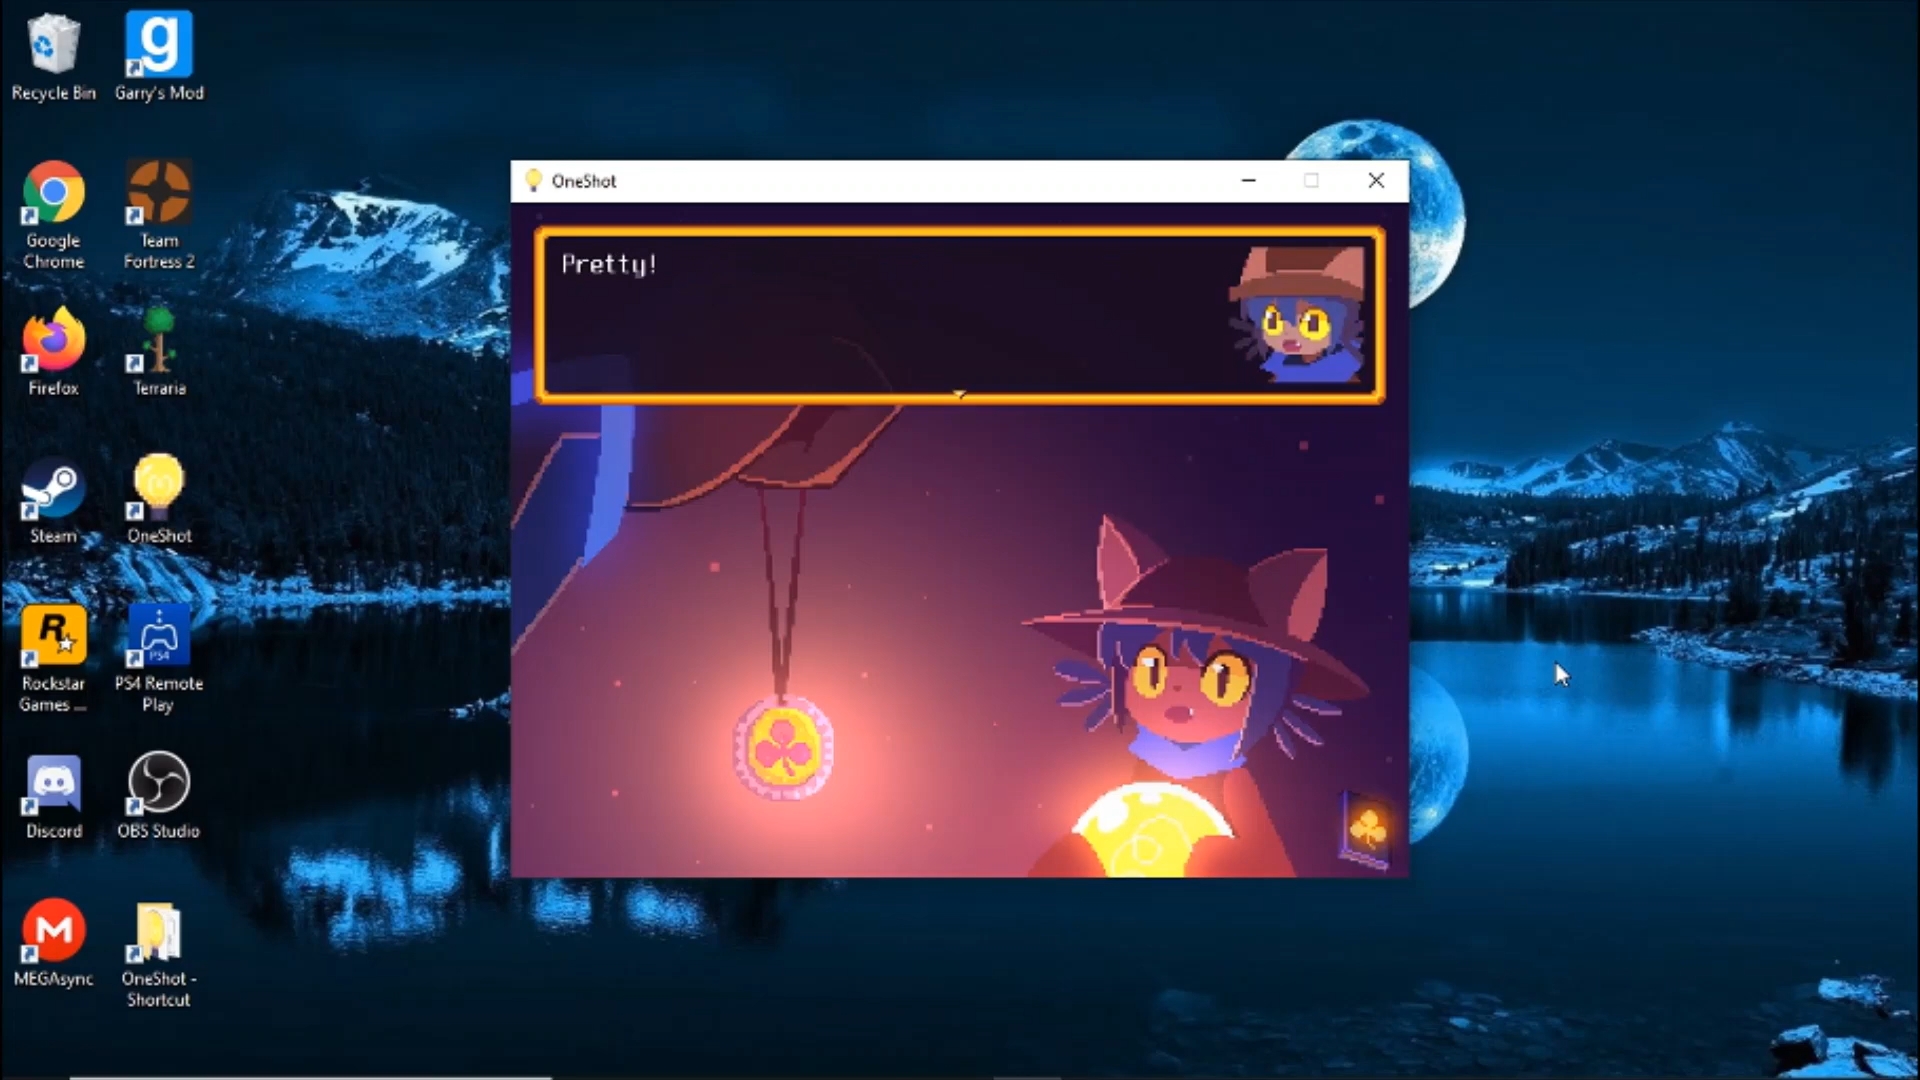 Recycle Bin
Garry's Mod
Google
Chrome
Team
Fortress 2
Firefox
Terraria
Steam
OneShot
R
PS4
Rockstar
Games ...
PS4 Remote
Play
Discord
OBS Studio
M
MEGAsync
OneShot -
Shortcut
g
OneShot
Pretty!